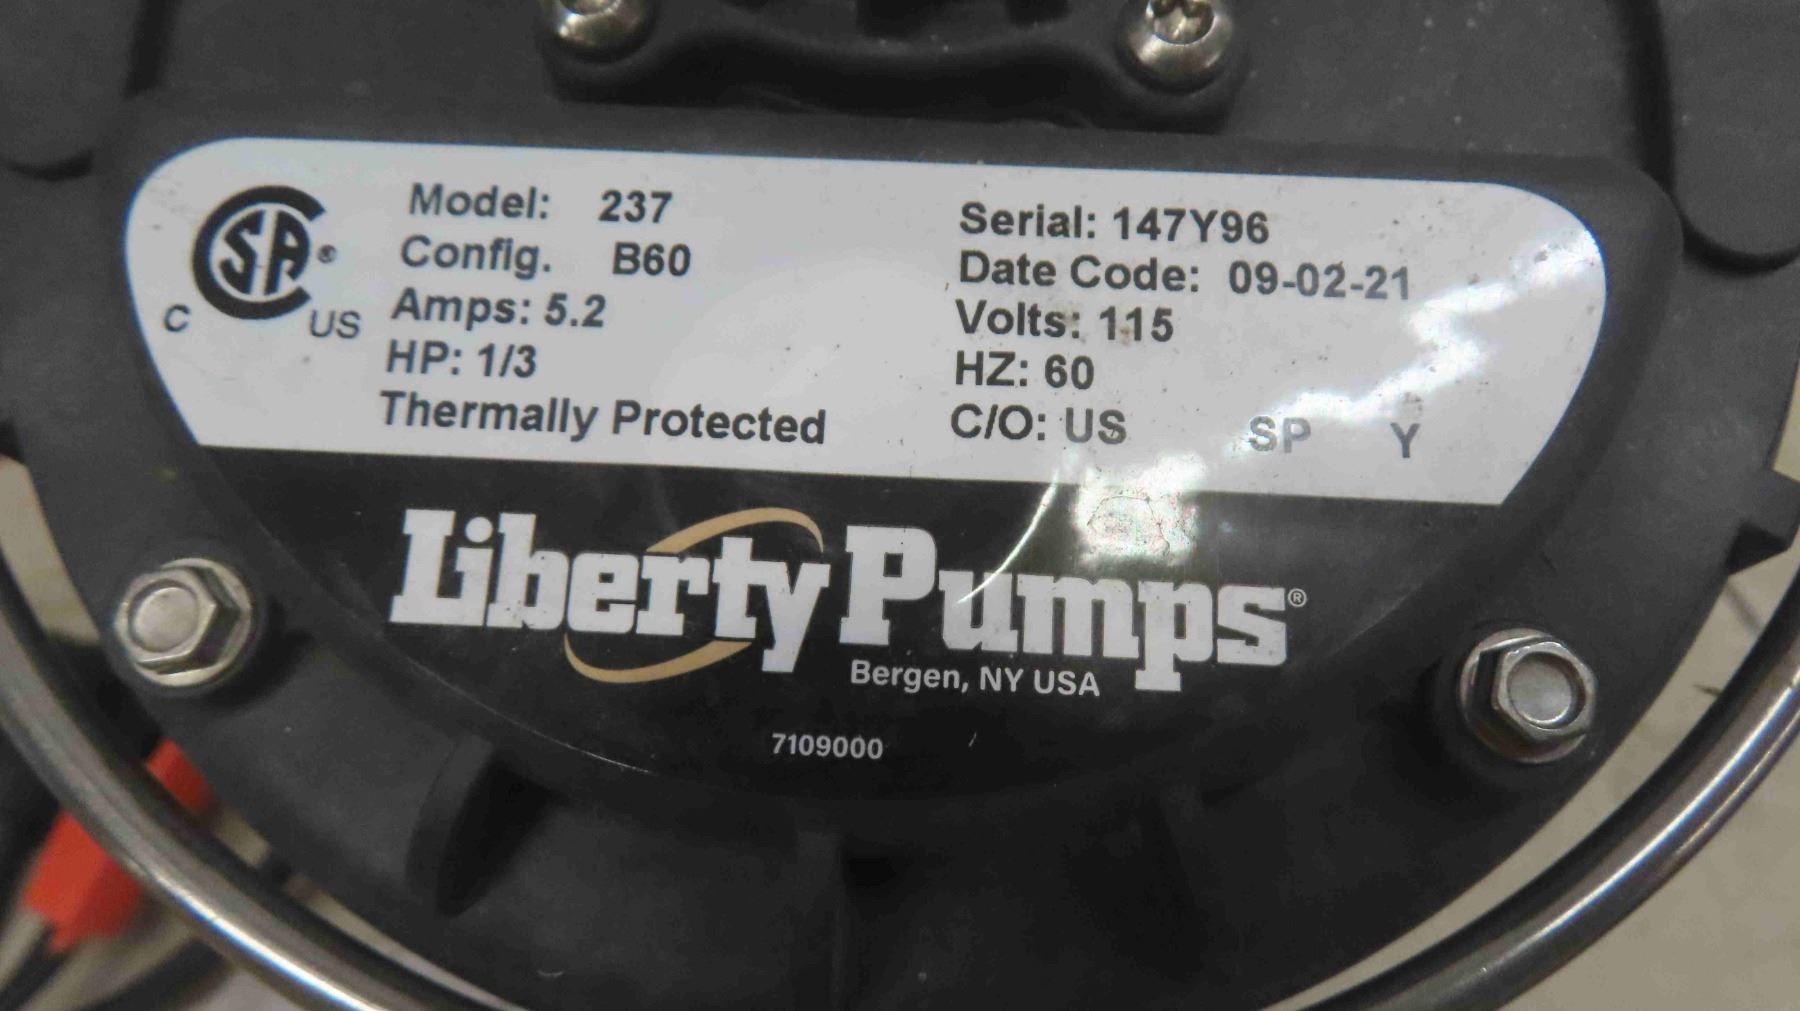 Model: 237
Config. B60
Amps: 5.2
HP: 1/3
Thermally Protected
Serial: 147Y96
Date Code: 09-02-21
Volts: 115
HZ: 60
C/O: US SP Y
CSA®
C US
Liberty Pumps®
Bergen, NY USA
7109000